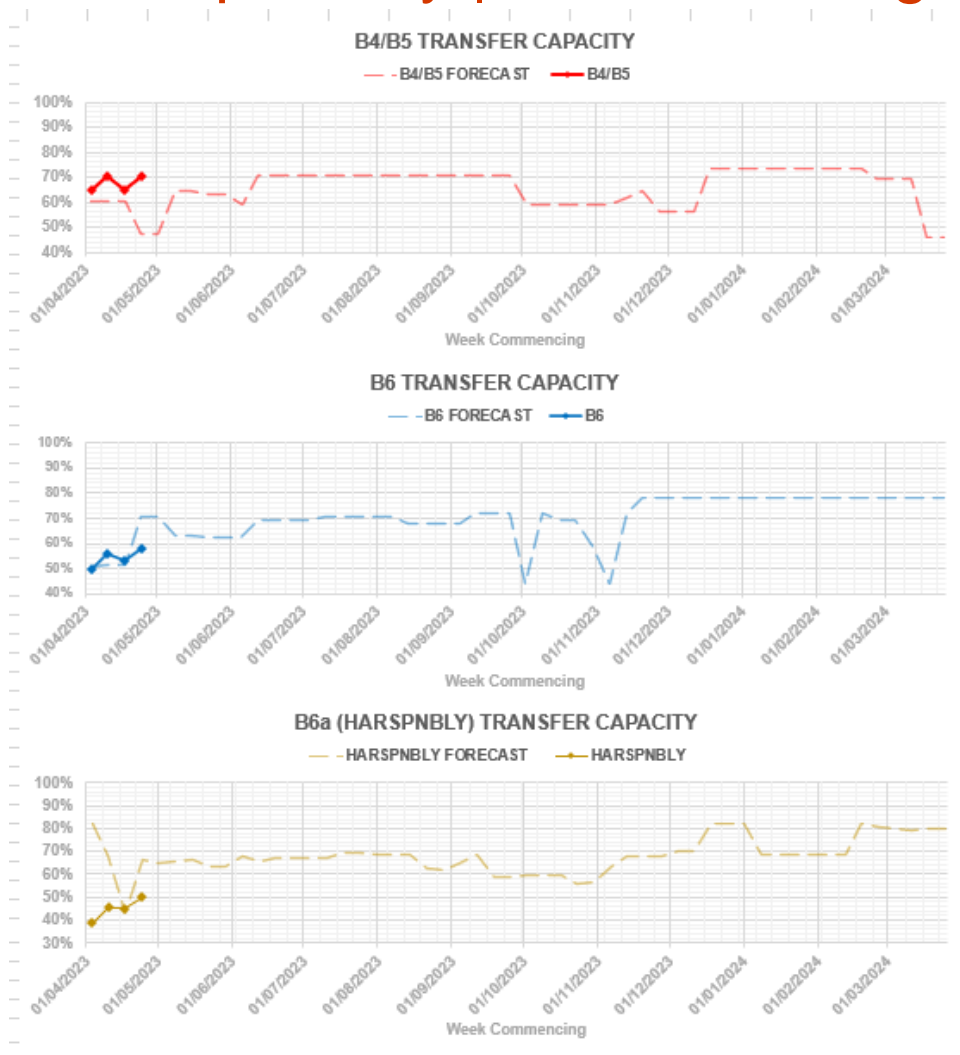 B4/B5 TRANSFER CAPACITY
B4/B5 FORECAST B4/B5
100%
90%
80%
70%
60%
50%
40%
01/04/2023 01/05/2023 01/06/2023 01/07/2023 01/08/2023 01/09/2023 01/10/2023 01/11/2023 01/12/2023 01/01/2024 01/02/2024 01/03/2024
Week Commencing
B6 TRANSFER CAPACITY
B6 FORECAST B6
100%
90%
80%
70%
60%
50%
40%
01/04/2023 01/05/2023 01/06/2023 01/07/2023 01/08/2023 01/09/2023 01/10/2023 01/11/2023 01/12/2023 01/01/2024 01/02/2024 01/03/2024
Week Commencing
B6a (HARSPNBLY) TRANSFER CAPACITY
HARSPNBLY FORECAST HARSPNBLY
100%
90%
80%
70%
60%
50%
40%
30%
01/04/2023 01/05/2023 01/06/2023 01/07/2023 01/08/2023 01/09/2023 01/10/2023 01/11/2023 01/12/2023 01/01/2024 01/02/2024 01/03/2024
Week Commencing